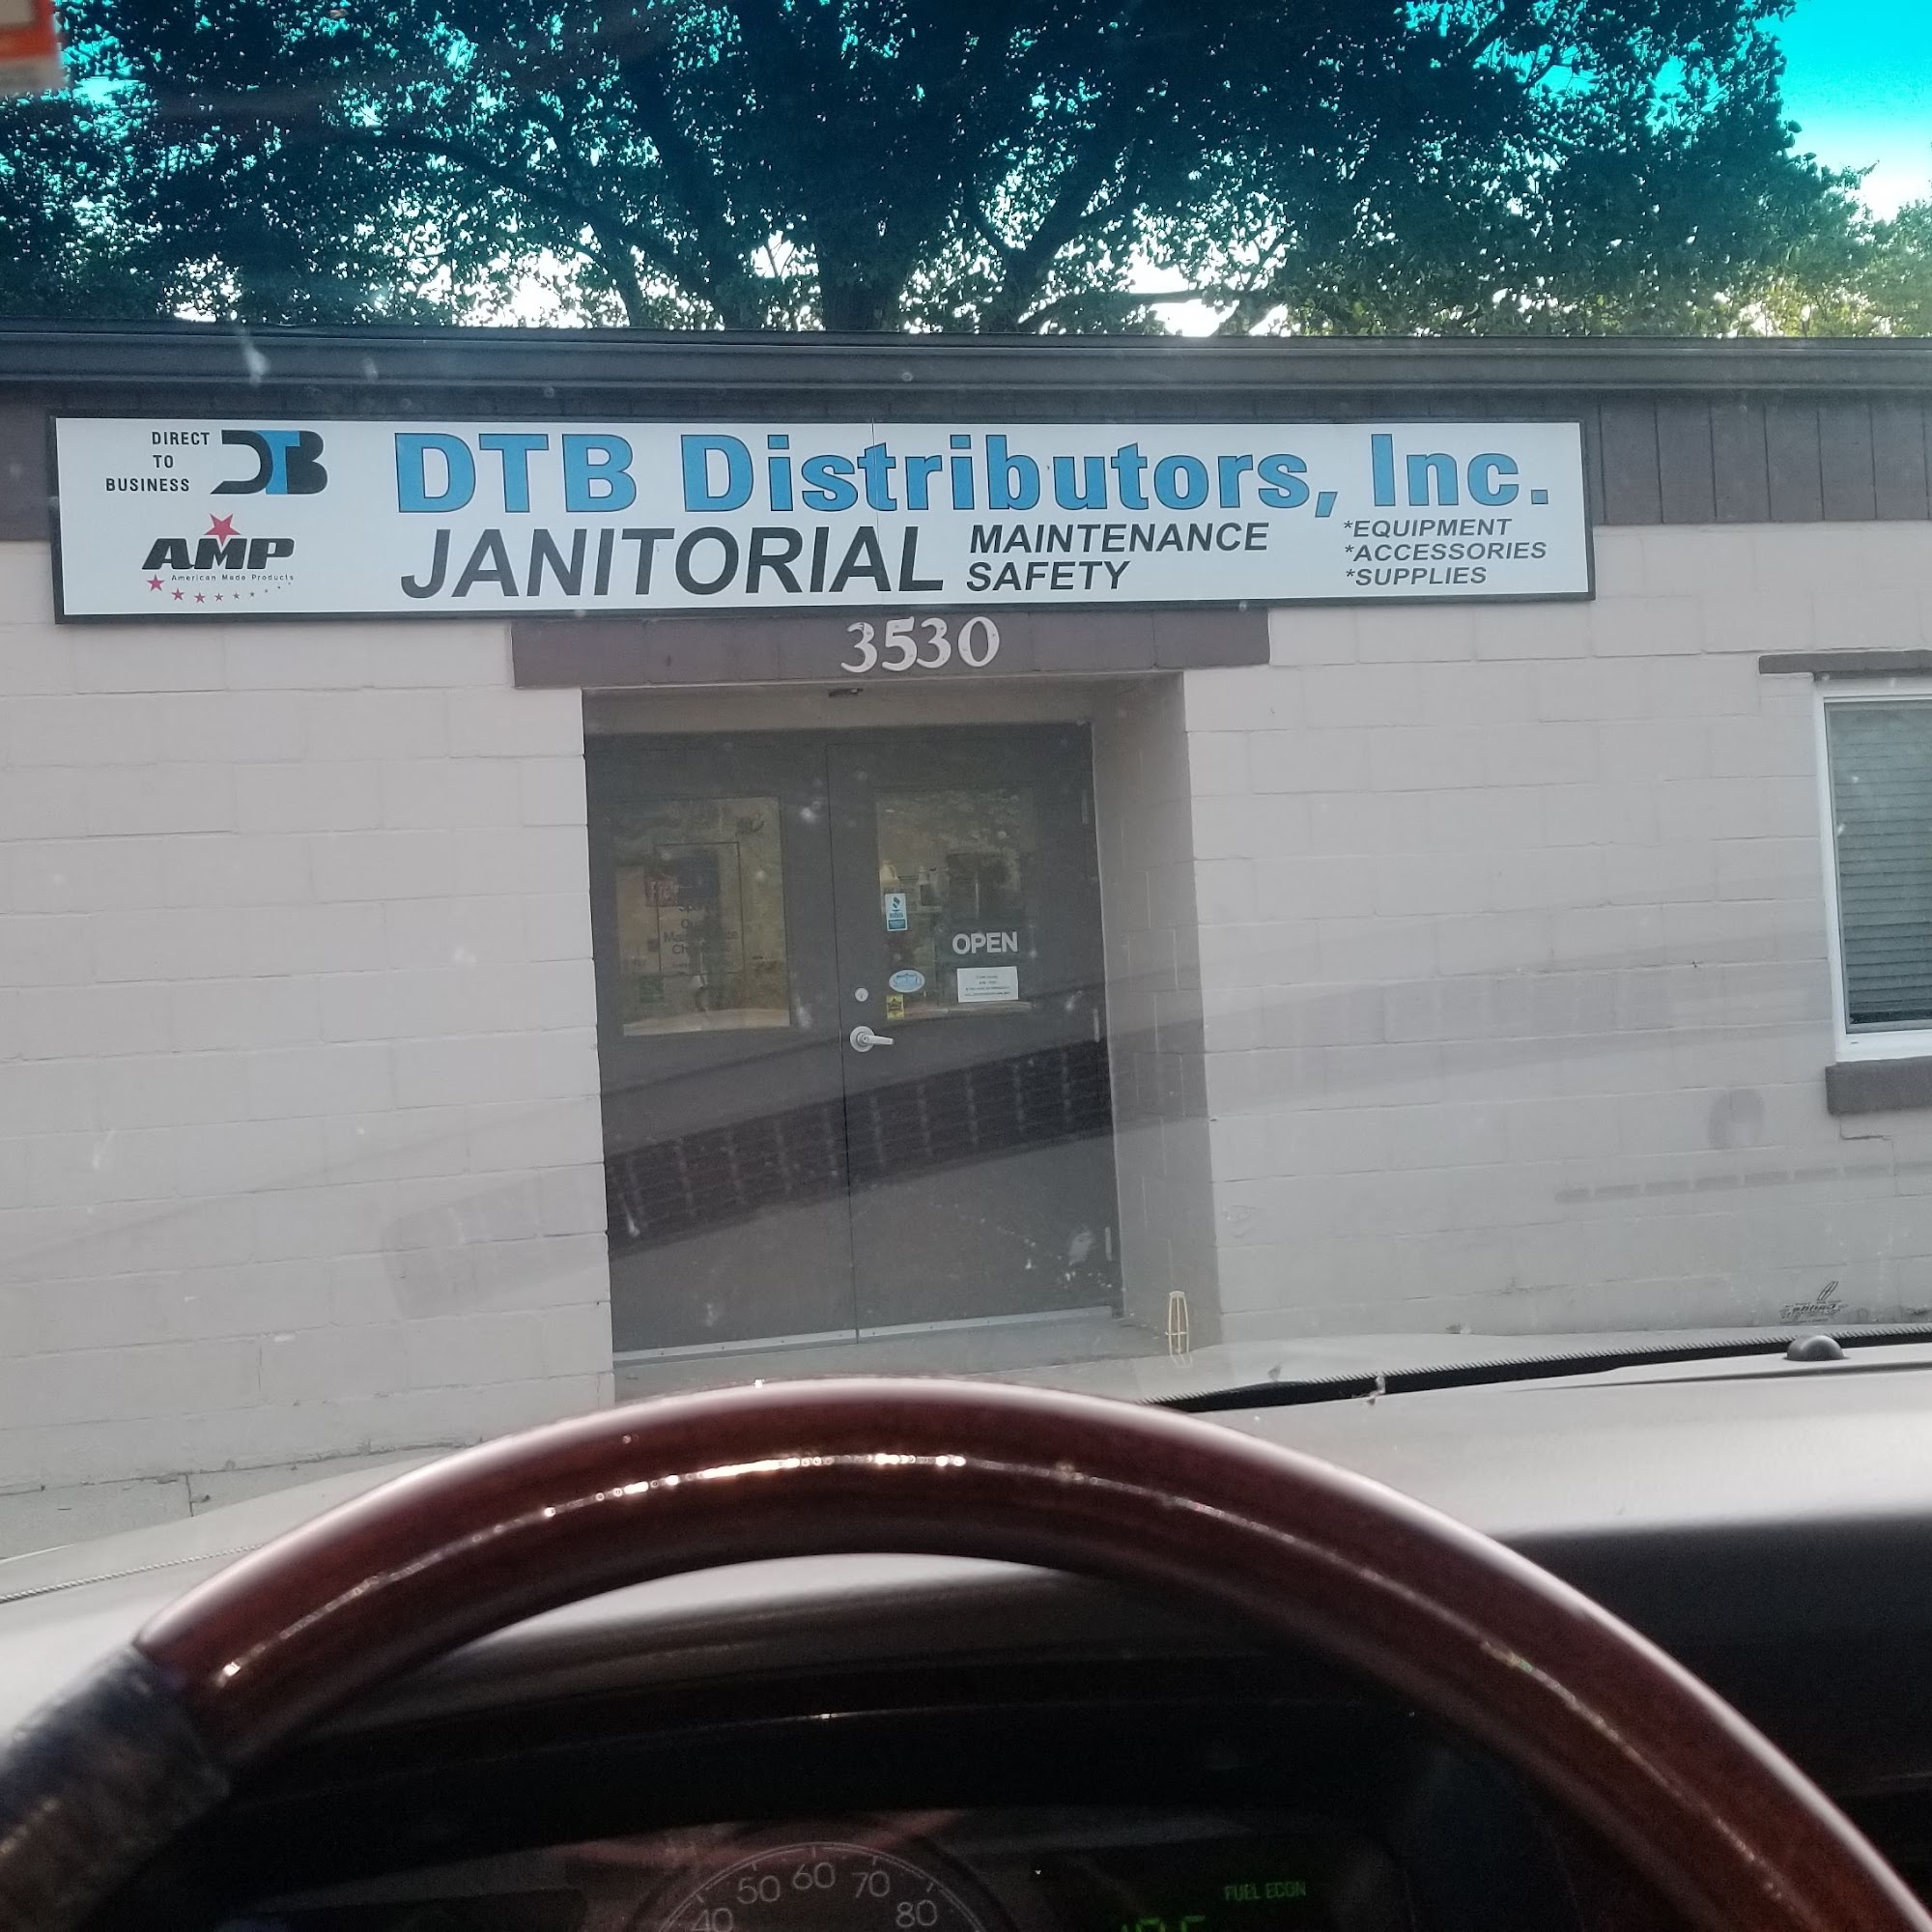 DIRECT
TO
BUSINESS
DTB
DTB Distributors, Inc.
AMP
American Made Products
JANITORIAL
MAINTENANCE
SAFETY
*EQUIPMENT
*ACCESSORIES
*SUPPLIES
3530
OPEN
40 50 60 70 80
FUEL ECON